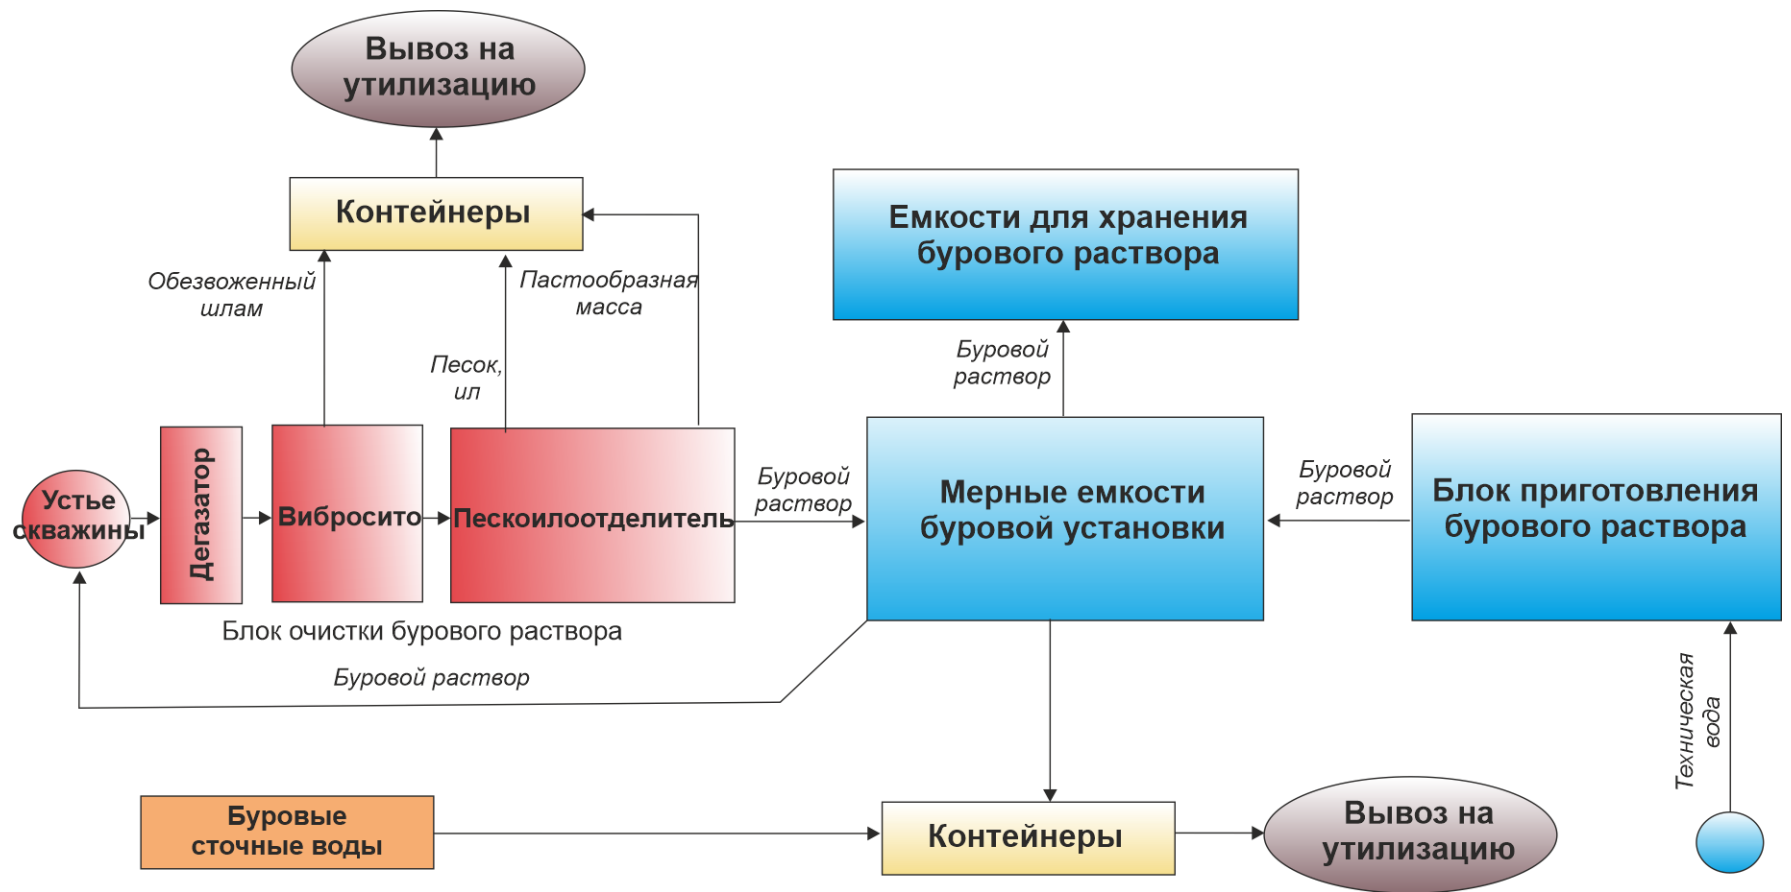 Вывоз на
утилизацию
Контейнеры
Обезвоженный
шлам
Пастообразная
масса
Песок,
ил
Емкости для хранения
бурового раствора
Буровой
раствор
Устье
скважины
Дегазатор
Вибросито
Пескоилоотделитель
Буровой
раствор
Мерные емкости
буровой установки
Буровой
раствор
Блок приготовления
бурового раствора
Блок очистки бурового раствора
Буровой раствор
Техническая
вода
Буровые
сточные воды
Контейнеры
Вывоз на
утилизацию